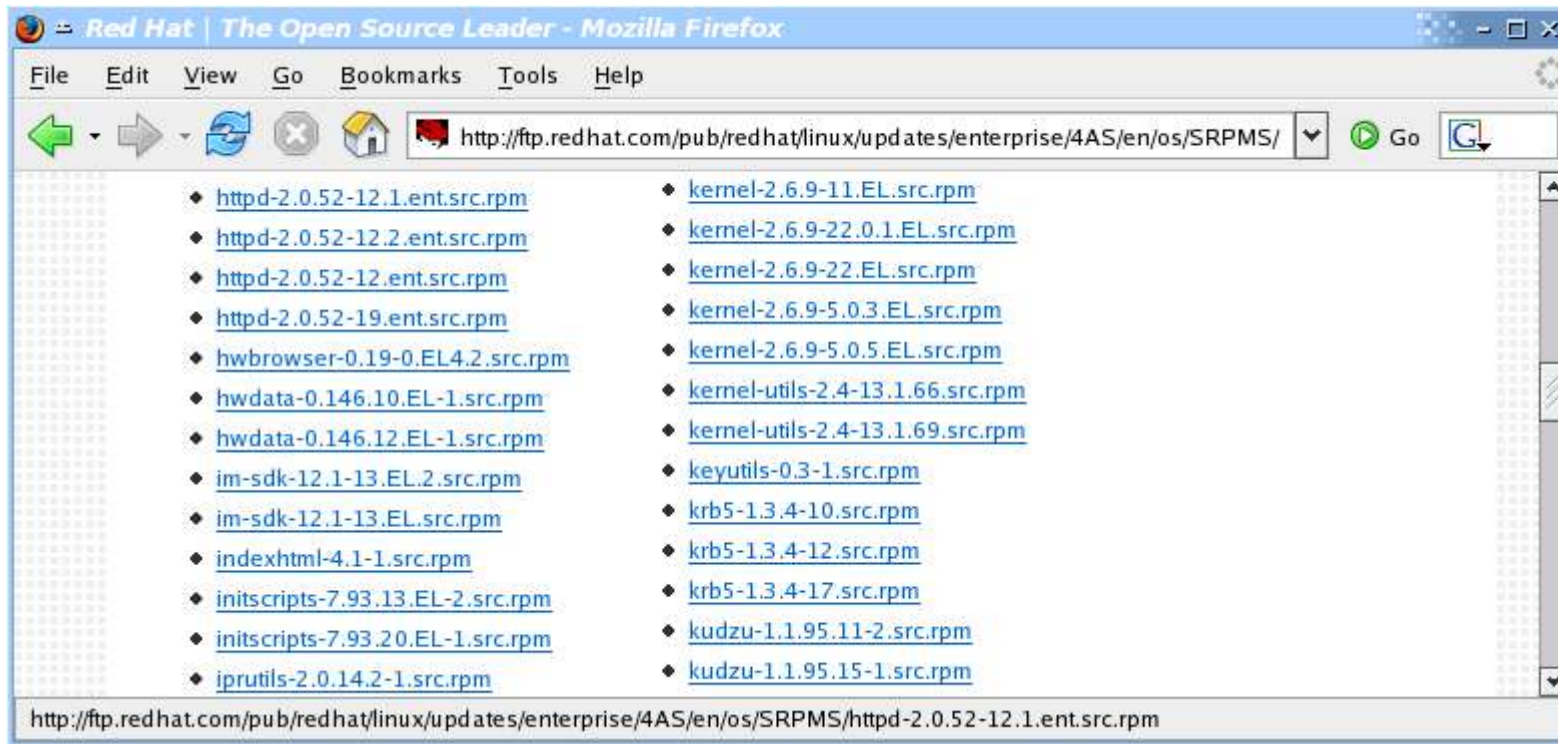 Red Hat | The Open Source Leader - Mozilla Firefox
File Edit View Go Bookmarks Tools Help
http://ftp.redhat.com/pub/redhat/linux/updates/enterprise/4AS/en/os/SRPMS/ Go G
httpd-2.0.52-12.1.ent.src.rpm
httpd-2.0.52-12.2.ent.src.rpm
httpd-2.0.52-12.ent.src.rpm
httpd-2.0.52-19.ent.src.rpm
hwbrowser-0.19-0.EL4.2.src.rpm
hwdata-0.146.10.EL-1.src.rpm
hwdata-0.146.12.EL-1.src.rpm
im-sdk-12.1-13.EL.2.src.rpm
im-sdk-12.1-13.EL.src.rpm
indexhtml-4.1-1.src.rpm
initscripts-7.93.13.EL-2.src.rpm
initscripts-7.93.20.EL-1.src.rpm
iprutils-2.0.14.2-1.src.rpm
kernel-2.6.9-11.EL.src.rpm
kernel-2.6.9-22.0.1.EL.src.rpm
kernel-2.6.9-22.EL.src.rpm
kernel-2.6.9-5.0.3.EL.src.rpm
kernel-2.6.9-5.0.5.EL.src.rpm
kernel-utils-2.4-13.1.66.src.rpm
kernel-utils-2.4-13.1.69.src.rpm
keyutils-0.3-1.src.rpm
krb5-1.3.4-10.src.rpm
krb5-1.3.4-12.src.rpm
krb5-1.3.4-17.src.rpm
kudzu-1.1.95.11-2.src.rpm
kudzu-1.1.95.15-1.src.rpm
http://ftp.redhat.com/pub/redhat/linux/updates/enterprise/4AS/en/os/SRPMS/httpd-2.0.52-12.1.ent.src.rpm